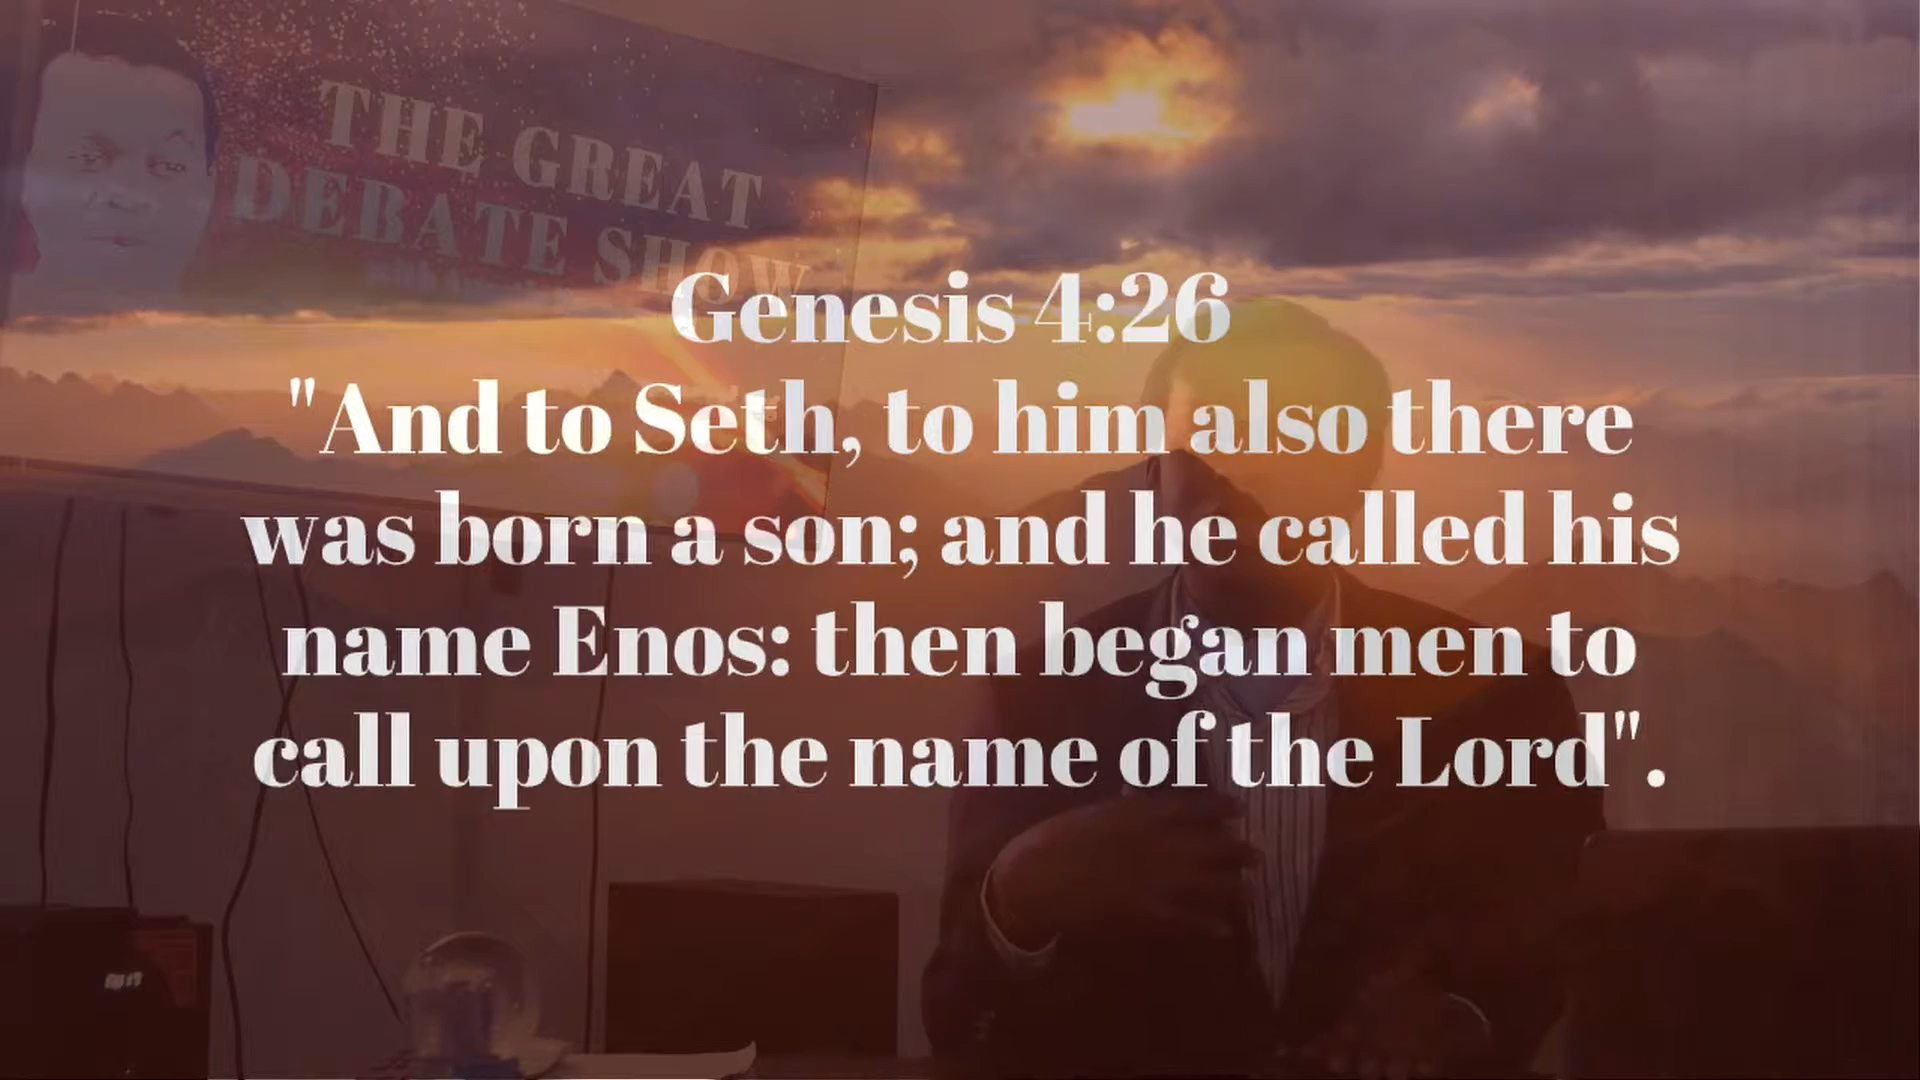 THE GREAT
DEBATE SHOW
Genesis 4:26
"And to Seth, to him also there
was born a son; and he called his
name Enos: then began men to
call upon the name of the Lord".